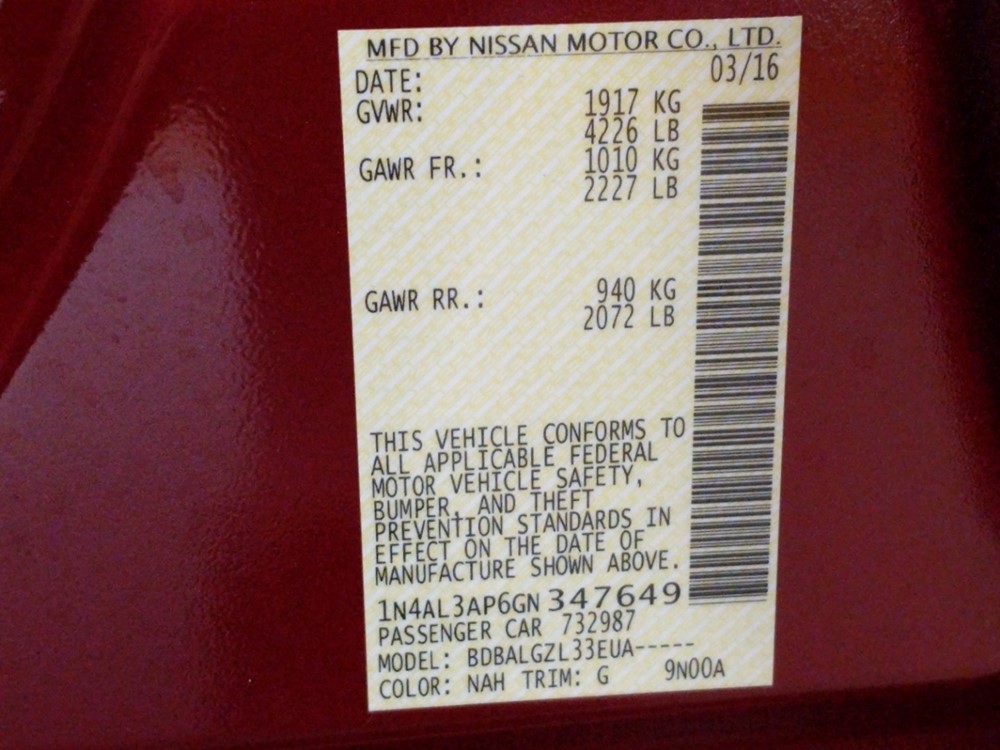 MFD BY NISSAN MOTOR CO., LTD.
DATE: 03/16
GVWR: 1917 KG
4226 LB
GAWR FR.: 1010 KG
2227 LB
GAWR RR.: 940 KG
2072 LB
THIS VEHICLE CONFORMS TO
ALL APPLICABLE FEDERAL
MOTOR VEHICLE SAFETY,
BUMPER, AND THEFT
PREVENTION STANDARDS IN
EFFECT ON THE DATE OF
MANUFACTURE SHOWN ABOVE.
1N4AL3AP6GN 347649
PASSENGER CAR 732987
MODEL: BDBALGZL33EUA-----
COLOR: NAH TRIM: G 9N00A